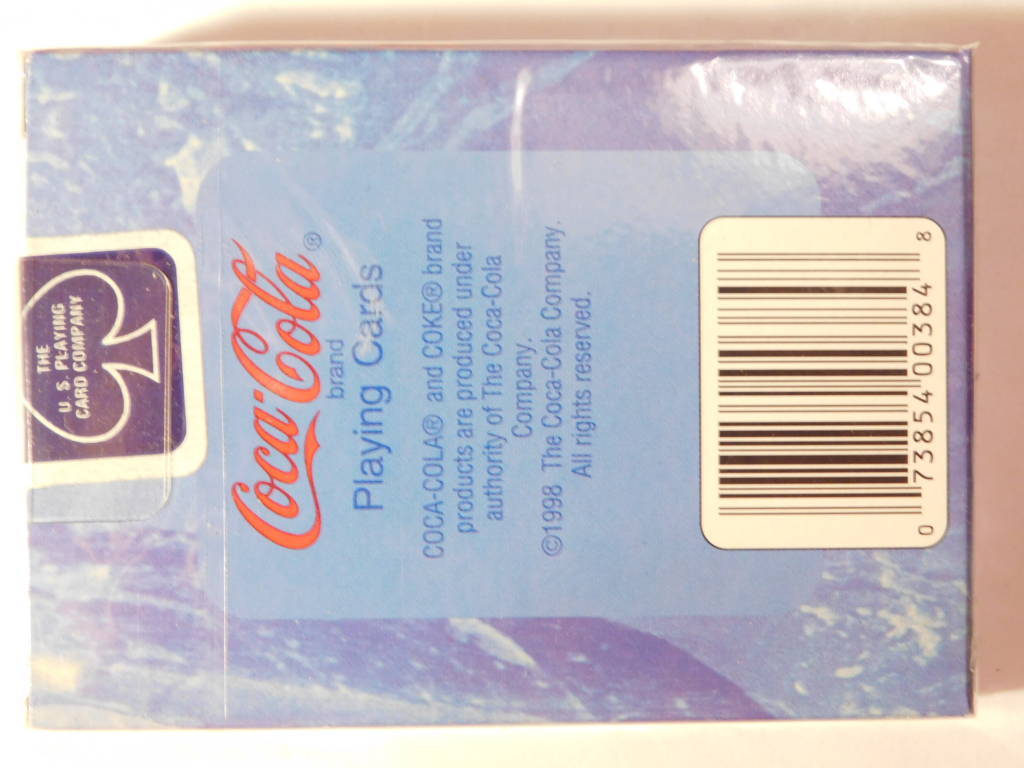 THE
U. S. PLAYING
CARD COMPANY
Coca-Cola®
brand
Playing Cards
COCA-COLA® and COKE® brand
products are produced under
authority of The Coca-Cola
Company.
©1998 The Coca-Cola Company.
All rights reserved.
0 73854 00384 8